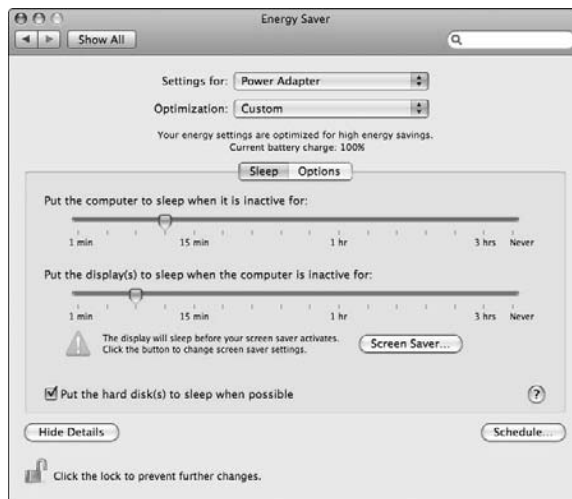 Energy Saver
Show All
Settings for: Power Adapter
Optimization: Custom
Your energy settings are optimized for high energy savings.
Current battery charge: 100%
Sleep Options
Put the computer to sleep when it is inactive for:
1 min 15 min 1 hr 3 hrs Never
Put the display(s) to sleep when the computer is inactive for:
1 min 15 min 1 hr 3 hrs Never
The display will sleep before your screen saver activates.
Click the button to change screen saver settings.
Screen Saver...
Put the hard disk(s) to sleep when possible
?
Hide Details
Schedule...
Click the lock to prevent further changes.